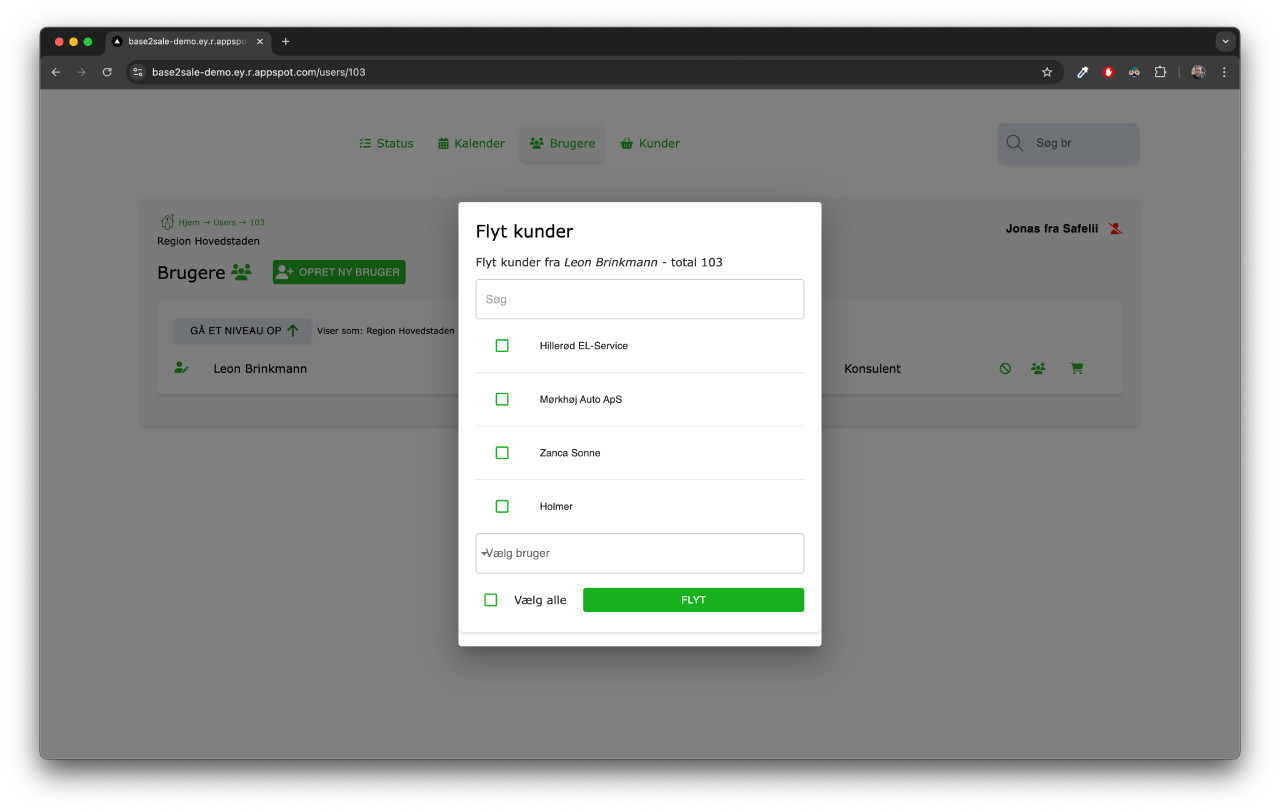 base2sale-demo.ey.r.appspo
base2sale-demo.ey.r.appspot.com/users/103
Status
Kalender
Brugere
Kunder
Søg br
Hjem → Users → 103
Region Hovedstaden
Jonas fra Safelli
Brugere
OPRET NY BRUGER
GÅ ET NIVEAU OP
Viser som: Region Hovedstaden
Leon Brinkmann
Konsulent
Flyt kunder
Flyt kunder fra Leon Brinkmann - total 103
Søg
Hillerød EL-Service
Mørkhøj Auto ApS
Zanca Sonne
Holmer
Vælg bruger
Vælg alle
FLYT